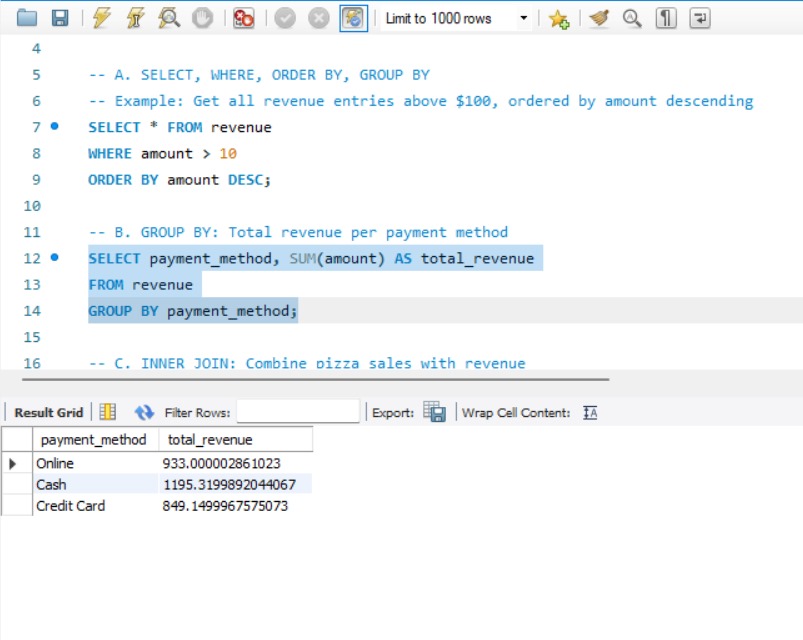 Limit to 1000 rows
4
5 -- A. SELECT, WHERE, ORDER BY, GROUP BY
6 -- Example: Get all revenue entries above $100, ordered by amount descending
7 SELECT * FROM revenue
8 WHERE amount > 10
9 ORDER BY amount DESC;
10
11 -- B. GROUP BY: Total revenue per payment method
12 SELECT payment_method, SUM(amount) AS total_revenue
13 FROM revenue
14 GROUP BY payment_method;
15
16 -- C. INNER JOIN: Combine pizza sales with revenue
Result Grid Filter Rows: Export: Wrap Cell Content: IA
payment_method total_revenue
Online 933.000002861023
Cash 1195.3199892044067
Credit Card 849.1499967575073